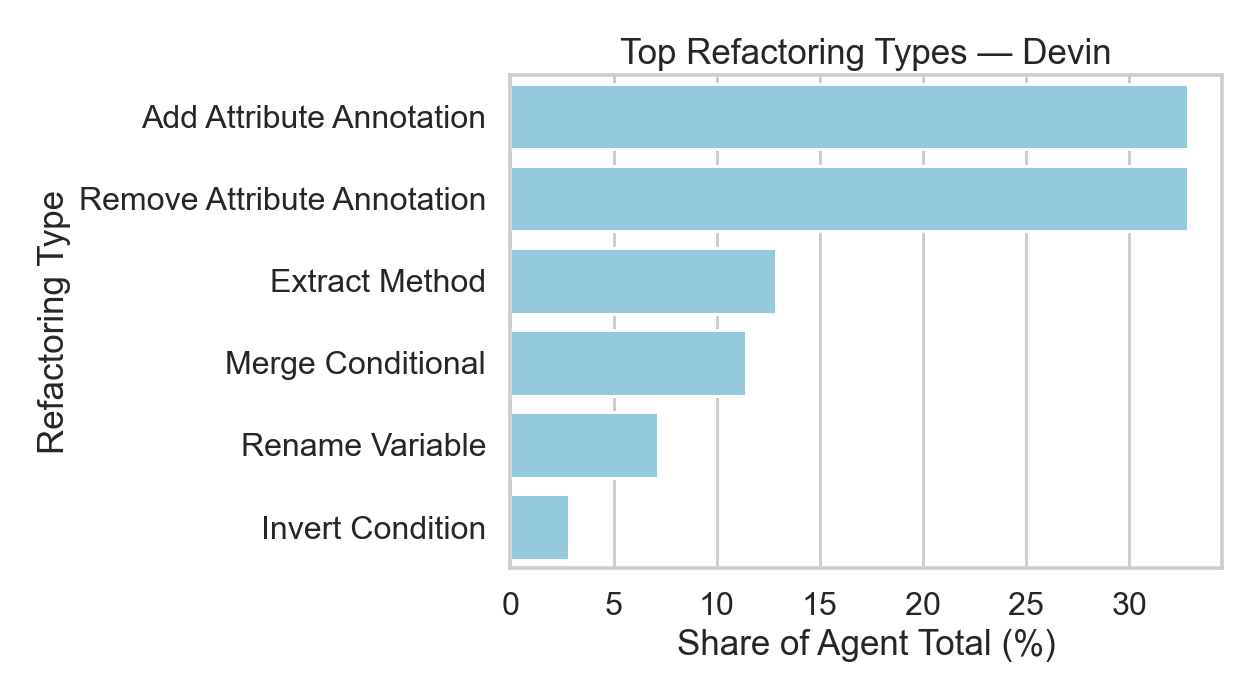 Top Refactoring Types — Devin
Refactoring Type
Add Attribute Annotation
Remove Attribute Annotation
Extract Method
Merge Conditional
Rename Variable
Invert Condition
0 5 10 15 20 25 30
Share of Agent Total (%)